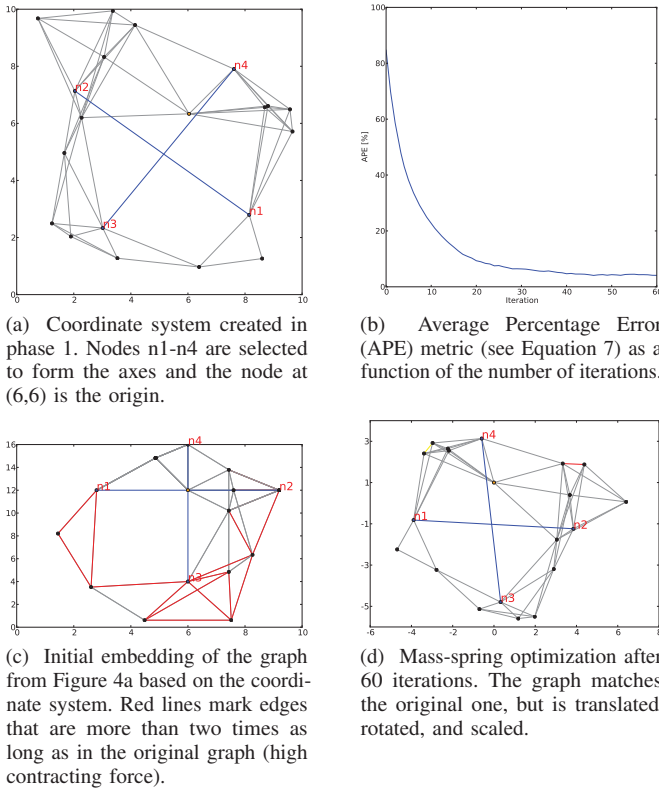 10
8
6
4
2
0
0 2 4 6 8 10
n4
n2
n1
n3
100
80
60
40
20
0
APE [%]
0 10 20 30 40 50 60
Iteration
(a) Coordinate system created in
phase 1. Nodes n1-n4 are selected
to form the axes and the node at
(6,6) is the origin.
(b) Average Percentage Error
(APE) metric (see Equation 7) as a
function of the number of iterations.
16
14
12
10
8
6
4
2
0
0 2 4 6 8 10
n4
n1
n2
n3
3
1
-1
-3
-5
-6 -4 -2 0 2 4 6 8
n4
n1
n2
n3
(c) Initial embedding of the graph
from Figure 4a based on the coordi-
nate system. Red lines mark edges
that are more than two times as
long as in the original graph (high
contracting force).
(d) Mass-spring optimization after
60 iterations. The graph matches
the original one, but is translated,
rotated, and scaled.